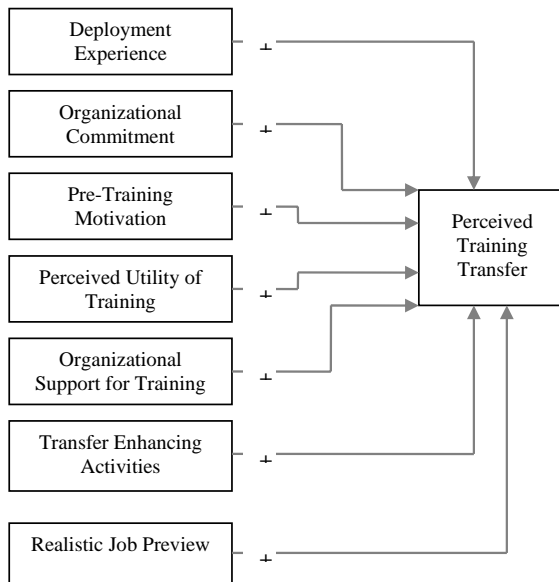 Deployment
Experience
+
Organizational
Commitment
+
Pre-Training
Motivation
+
Perceived
Training
Transfer
Perceived Utility of
Training
+
Organizational
Support for Training
+
Transfer Enhancing
Activities
+
Realistic Job Preview
+